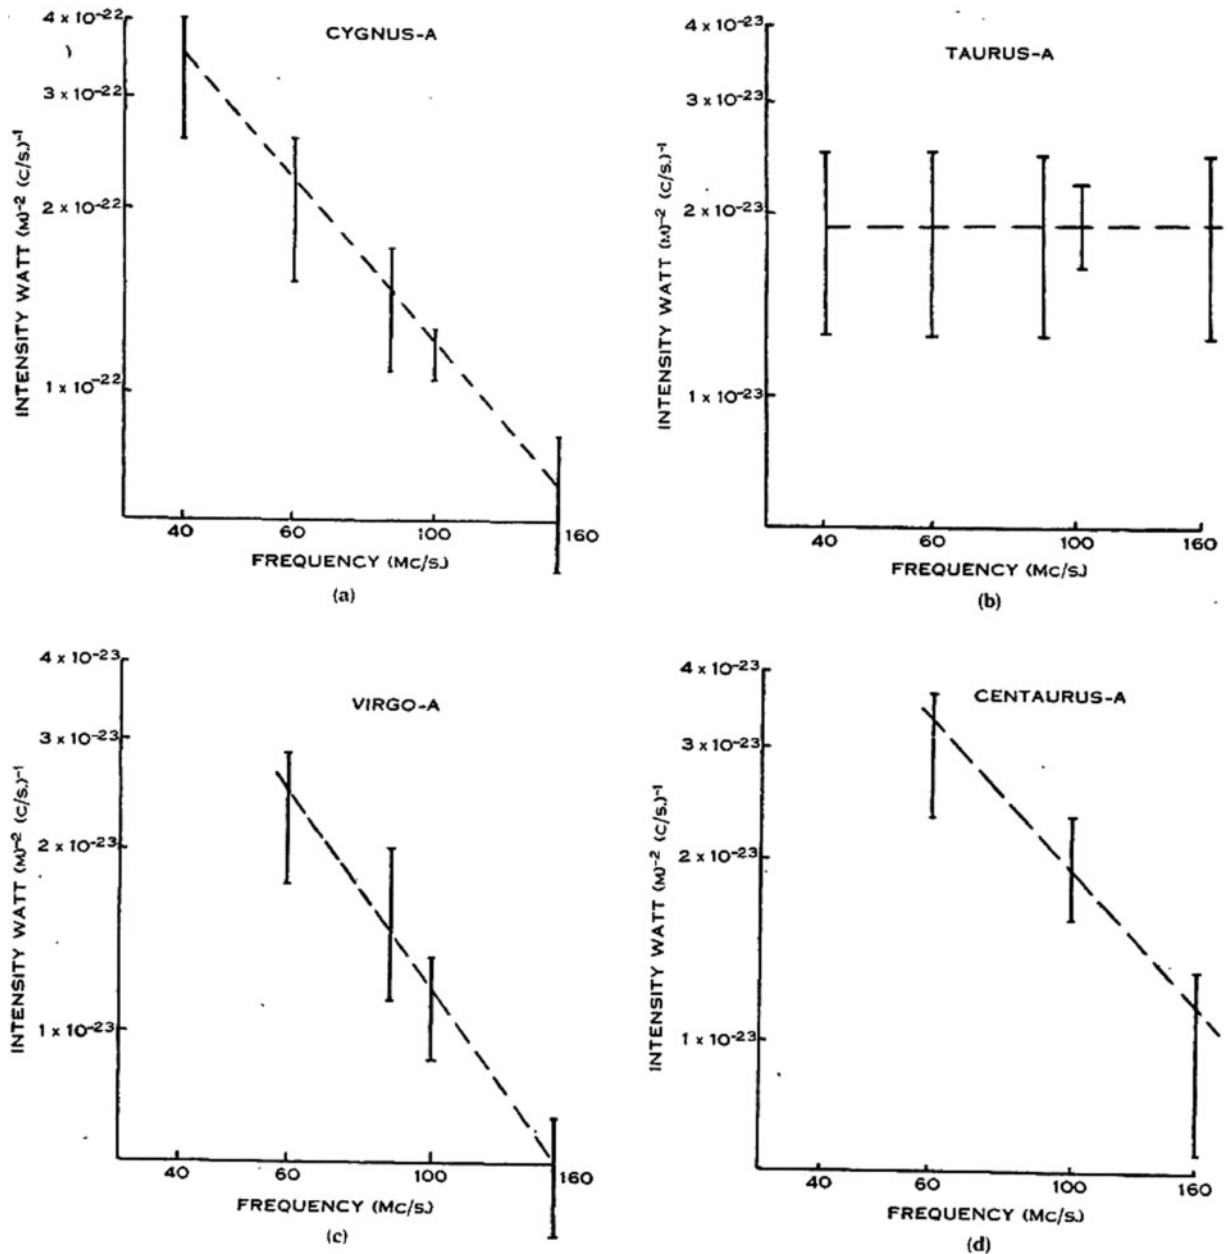 CYGNUS-A
4 x 10-22
3 x 10-22
2 x 10-22
1 x 10-22
INTENSITY WATT (M)-2 (C/S.)-1
40 60 100 160
FREQUENCY (Mc/s.)
(a)
TAURUS-A
4 x 10-23
3 x 10-23
2 x 10-23
1 x 10-23
INTENSITY WATT (M)-2 (C/S.)-1
40 60 100 160
FREQUENCY (Mc/s.)
(b)
VIRGO-A
4 x 10-23
3 x 10-23
2 x 10-23
1 x 10-23
INTENSITY WATT (M)-2 (C/S.)-1
40 60 100 160
FREQUENCY (Mc/s.)
(c)
CENTAURUS-A
4 x 10-23
3 x 10-23
2 x 10-23
1 x 10-23
INTENSITY WATT (M)-2 (C/S.)-1
40 60 100 160
FREQUENCY (Mc/s.)
(d)